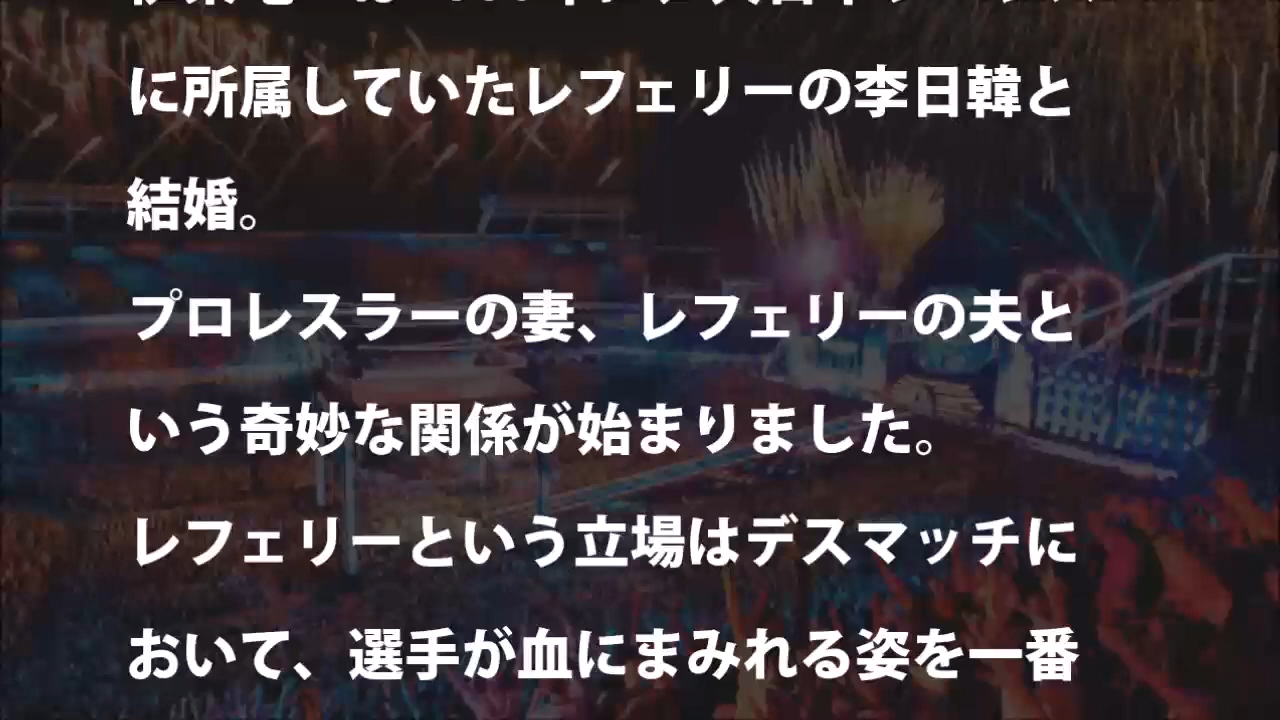 に所属していたレフェリーの李日韓と
結婚。
プロレスラーの妻、レフェリーの夫と
いう奇妙な関係が始まりました。
レフェリーという立場はデスマッチに
おいて、選手が血にまみれる姿を一番